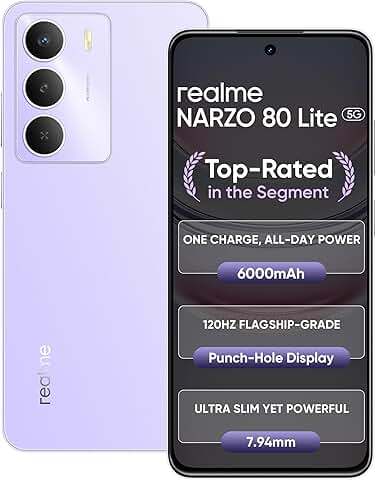 realme
NARZO 80 Lite 5G
Top-Rated
in the Segment
ONE CHARGE, ALL-DAY POWER
6000mAh
120HZ FLAGSHIP-GRADE
Punch-Hole Display
ULTRA SLIM YET POWERFUL
7.94mm
realme